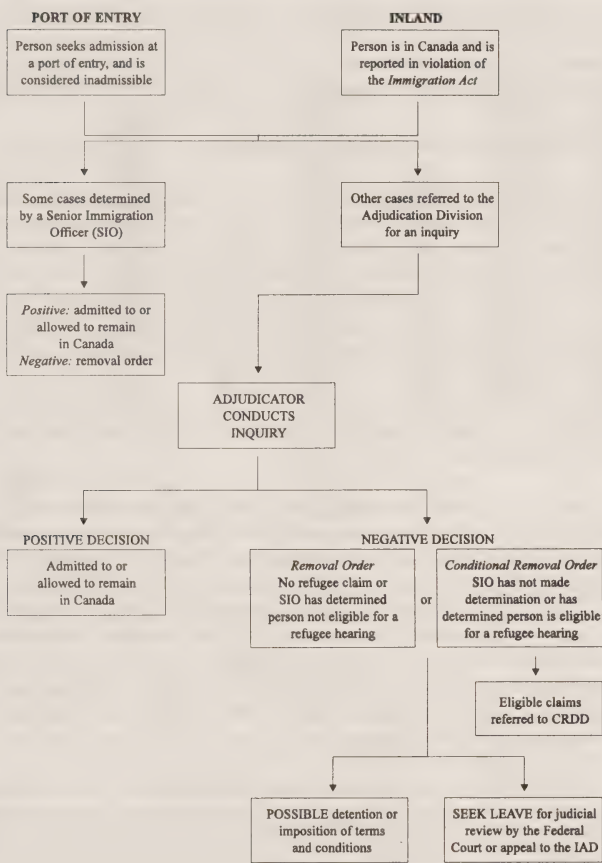 PORT OF ENTRY
Person seeks admission at
a port of entry, and is
considered inadmissible
INLAND
Person is in Canada and is
reported in violation of
the Immigration Act
Some cases determined
by a Senior Immigration
Officer (SIO)
Other cases referred to the
Adjudication Division
for an inquiry
Positive: admitted to or
allowed to remain
in Canada
Negative: removal order
ADJUDICATOR
CONDUCTS
INQUIRY
POSITIVE DECISION
Admitted to or
allowed to remain
in Canada
NEGATIVE DECISION
Removal Order
No refugee claim or
SIO has determined
person not eligible for a
refugee hearing
or
Conditional Removal Order
SIO has not made
determination or has
determined person is eligible
for a refugee hearing
Eligible claims
referred to CRDD
POSSIBLE detention or
imposition of terms
and conditions
SEEK LEAVE for judicial
review by the Federal
Court or appeal to the IAD